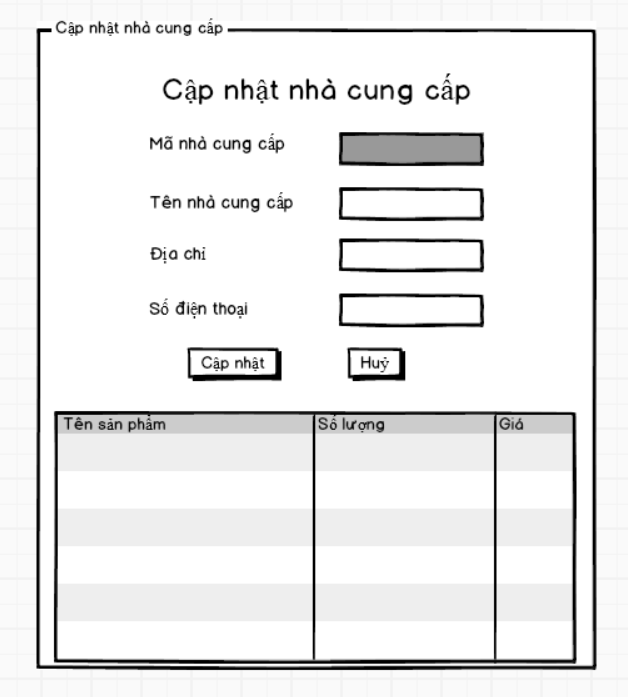 Cập nhật nhà cung cấp
Cập nhật nhà cung cấp
Mã nhà cung cấp
Tên nhà cung cấp
Địa chỉ
Số điện thoại
Cập nhật Huỷ
Tên sản phẩm Số lượng Giá